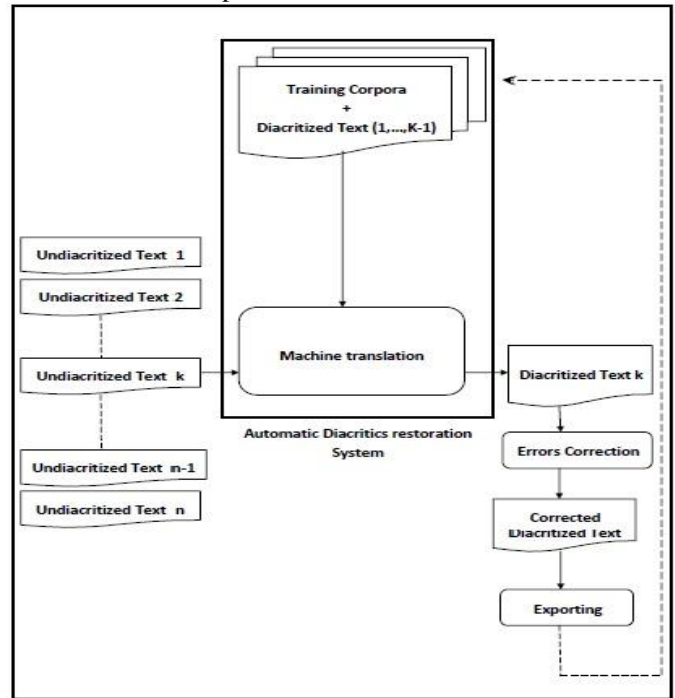 Training Corpora
+
Diacritized Text (1,...,K-1)
Undiacritized Text 1
Undiacritized Text 2
Undiacritized Text k
Undiacritized Text n-1
Undiacritized Text n
Machine translation
Automatic Diacritics restoration
System
Diacritized Text k
Errors Correction
Corrected
Diacritized Text
Exporting